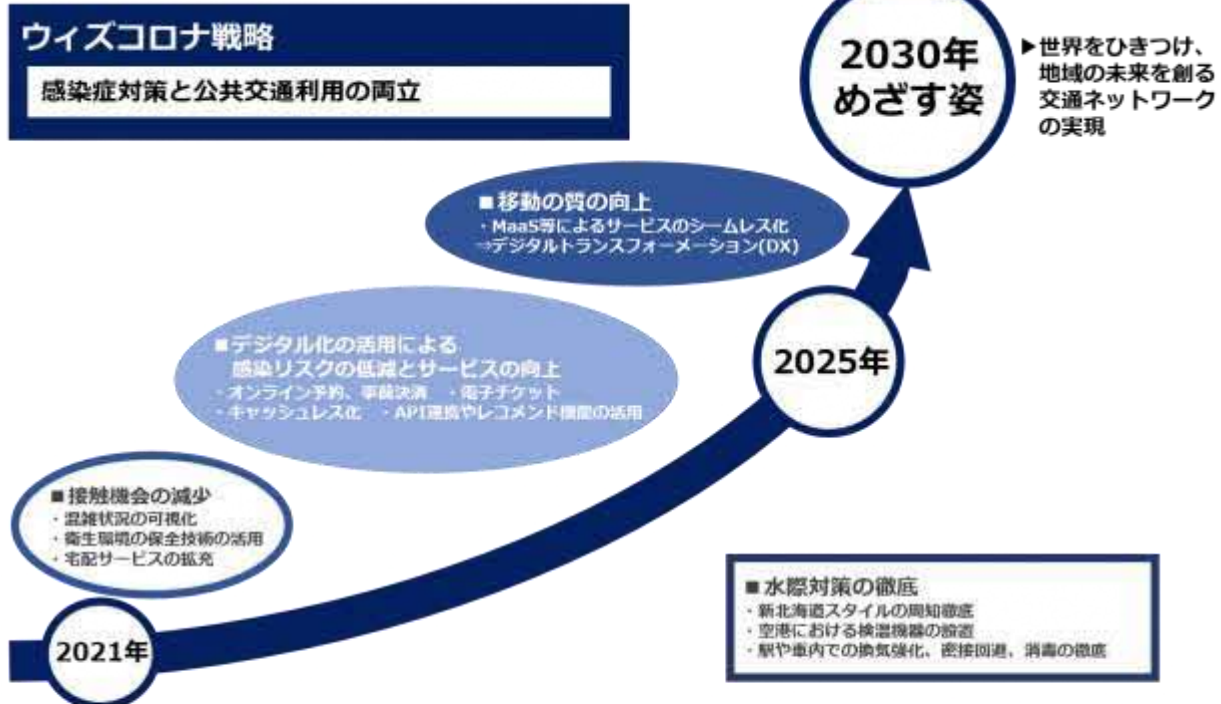 ウィズコロナ戦略
感染症対策と公共交通利用の両立
2030年
めざす姿
▶世界をひきつけ、
地域の未来を創る
交通ネットワーク
の実現
■移動の質の向上
・MaaS等によるサービスのシームレス化
⇒デジタルトランスフォーメーション(DX)
■デジタル化の活用による
感染リスクの低減とサービスの向上
・オンライン予約、事前決済 ・電子チケット
・キャッシュレス化 ・API連携やレコメンド機能の活用
2025年
■接触機会の減少
・混雑状況の可視化
・衛生環境の保全技術の活用
・宅配サービスの拡充
2021年
■水際対策の徹底
・新北海道スタイルの周知徹底
・空港における検温機器の設置
・駅や車内での換気強化、密接回避、消毒の徹底